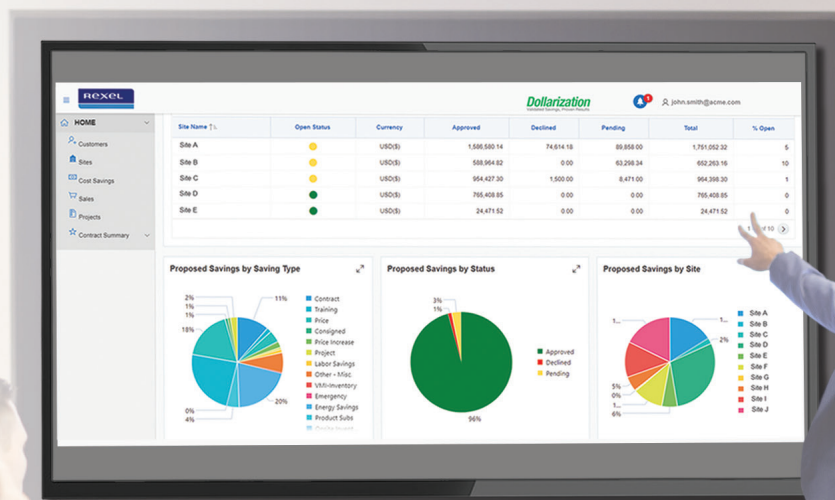 REXEL
Dollarization
Validated Savings, Proven Results
1
john.smith@acme.com
HOME
Customers
Sites
Cost Savings
Sales
Projects
Contract Summary
Site Name Open Status Currency Approved Declined Pending Total % Open
Site A USD($) 1,586,580.14 74,614.18 89,858.00 1,751,052.32 5
Site B USD($) 588,964.82 0.00 63,298.34 652,263.16 10
Site C USD($) 954,427.30 1,500.00 8,471.00 964,398.30 1
Site D USD($) 765,408.85 0.00 0.00 765,408.85 0
Site E USD($) 24,471.52 0.00 0.00 24,471.52 0
of 10
Proposed Savings by Saving Type
2%
1%
1%
18%
0%
4%
11%
20%
Contract
Training
Price
Consigned
Price Increase
Project
Labor Savings
Other - Misc.
VMI-Inventory
Emergency
Energy Savings
Product Subs
Proposed Savings by Status
3%
1%
96%
Approved
Declined
Pending
Proposed Savings by Site
1...
5%
0%
1...
6%
1...
2%
Site A
Site B
Site C
Site D
Site E
Site F
Site G
Site H
Site I
Site J